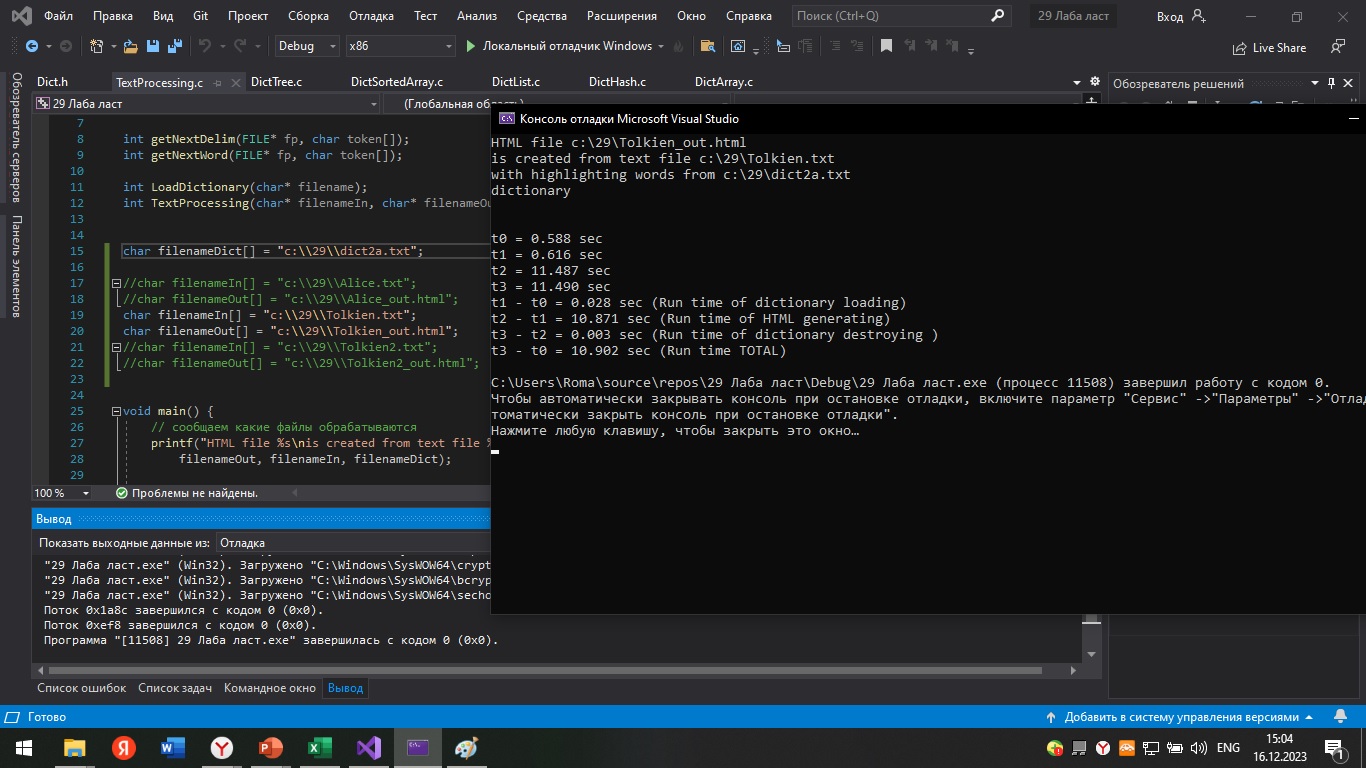 Файл Правка Вид Git Проект Сборка Отладка Тест Анализ Средства Расширения Окно Справка Поиск (Ctrl+Q) 29 Лаба ласт Вход
Debug x86 Локальный отладчик Windows Live Share
Dict.h TextProcessing.c DictTree.c DictSortedArray.c DictList.c DictHash.c DictArray.c
Обозреватель решений
29 Лаба ласт (Глобальная область)
Обозреватель серверов
Панель элементов
7
8 int getNextDelim(FILE* fp, char token[]);
9 int getNextWord(FILE* fp, char token[]);
10
11 int LoadDictionary(char* filename);
12 int TextProcessing(char* filenameIn, char* filenameOu
13
14
15 char filenameDict[] = "c:\\29\\dict2a.txt";
16
17 //char filenameIn[] = "c:\\29\\Alice.txt";
18 //char filenameOut[] = "c:\\29\\Alice_out.html";
19 char filenameIn[] = "c:\\29\\Tolkien.txt";
20 char filenameOut[] = "c:\\29\\Tolkien_out.html";
21 //char filenameIn[] = "c:\\29\\Tolkien2.txt";
22 //char filenameOut[] = "c:\\29\\Tolkien2_out.html";
23
24
25 void main() {
26 // сообщаем какие файлы обрабатываются
27 printf("HTML file %s\nis created from text file %
28 filenameOut, filenameIn, filenameDict);
29
100 % Проблемы не найдены.
Консоль отладки Microsoft Visual Studio
HTML file c:\29\Tolkien_out.html
is created from text file c:\29\Tolkien.txt
with highlighting words from c:\29\dict2a.txt
dictionary
t0 = 0.588 sec
t1 = 0.616 sec
t2 = 11.487 sec
t3 = 11.490 sec
t1 - t0 = 0.028 sec (Run time of dictionary loading)
t2 - t1 = 10.871 sec (Run time of HTML generating)
t3 - t2 = 0.003 sec (Run time of dictionary destroying )
t3 - t0 = 10.902 sec (Run time TOTAL)
C:\Users\Roma\source\repos\29 Лаба ласт\Debug\29 Лаба ласт.exe (процесс 11508) завершил работу с кодом 0.
Чтобы автоматически закрывать консоль при остановке отладки, включите параметр "Сервис" ->"Параметры" ->"Отлад
томатически закрыть консоль при остановке отладки".
Нажмите любую клавишу, чтобы закрыть это окно…
Вывод
Показать выходные данные из: Отладка
"29 Лаба ласт.exe" (Win32). Загружено "C:\Windows\SysWOW64\crypt
"29 Лаба ласт.exe" (Win32). Загружено "C:\Windows\SysWOW64\bcryp
"29 Лаба ласт.exe" (Win32). Загружено "C:\Windows\SysWOW64\secho
Поток 0x1a8c завершился с кодом 0 (0x0).
Поток 0xef8 завершился с кодом 0 (0x0).
Программа "[11508] 29 Лаба ласт.exe" завершилась с кодом 0 (0x0).
Список ошибок Список задач Командное окно Вывод
Готово Добавить в систему управления версиями
ENG 15:04
16.12.2023
1